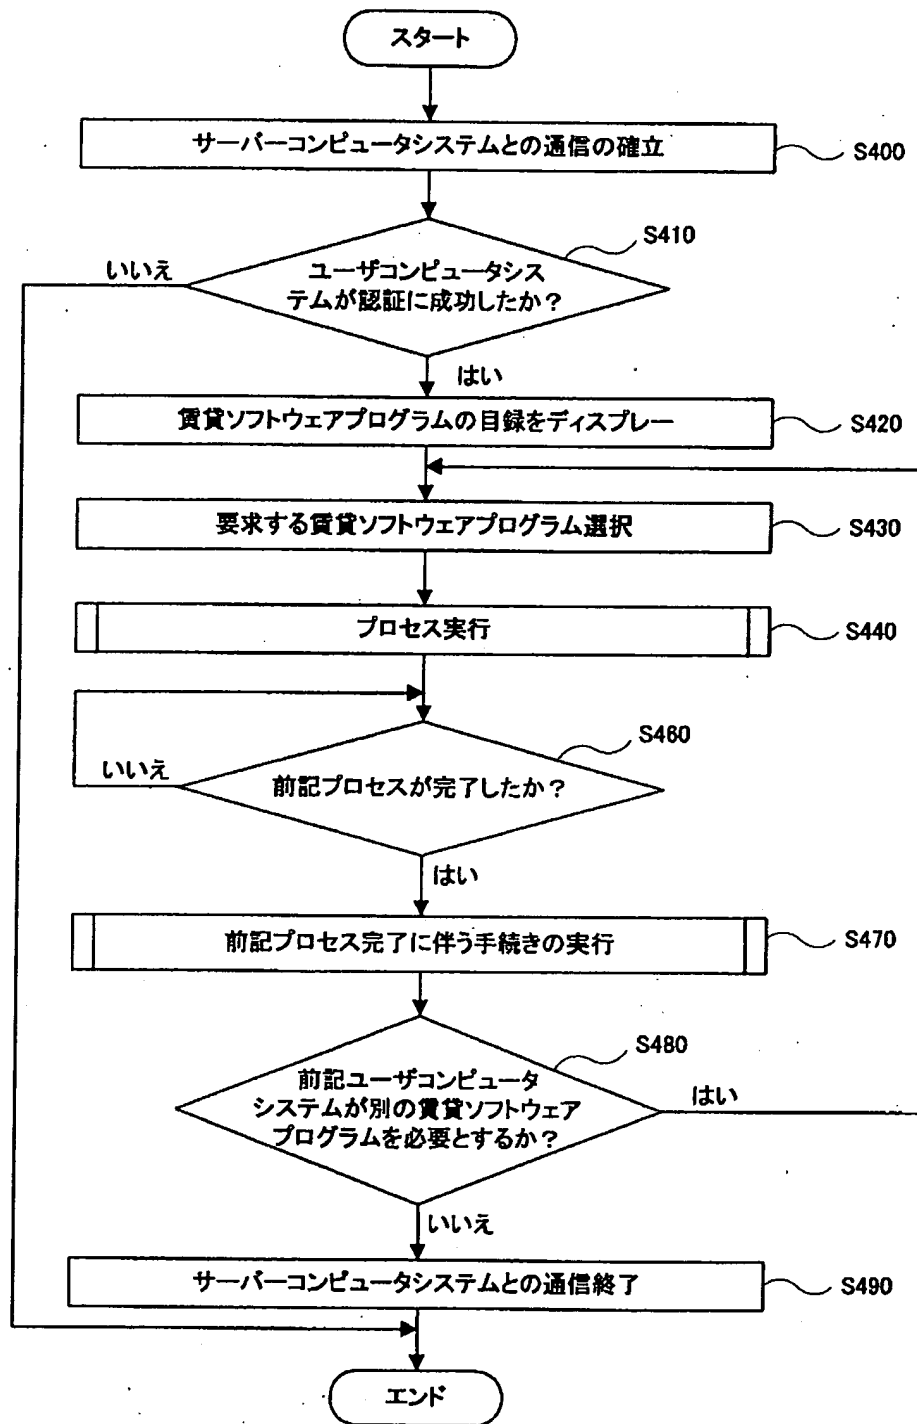 スタート
サーバーコンピュータシステムとの通信の確立
S400
S410
いいえ
ユーザコンピュータシス
テムが認証に成功したか？
はい
賃貸ソフトウェアプログラムの目録をディスプレー
S420
要求する賃貸ソフトウェアプログラム選択
S430
プロセス実行
S440
S460
いいえ
前記プロセスが完了したか？
はい
前記プロセス完了に伴う手続きの実行
S470
S480
前記ユーザコンピュータ
システムが別の賃貸ソフトウェア
プログラムを必要とするか？
はい
いいえ
サーバーコンピュータシステムとの通信終了
S490
エンド